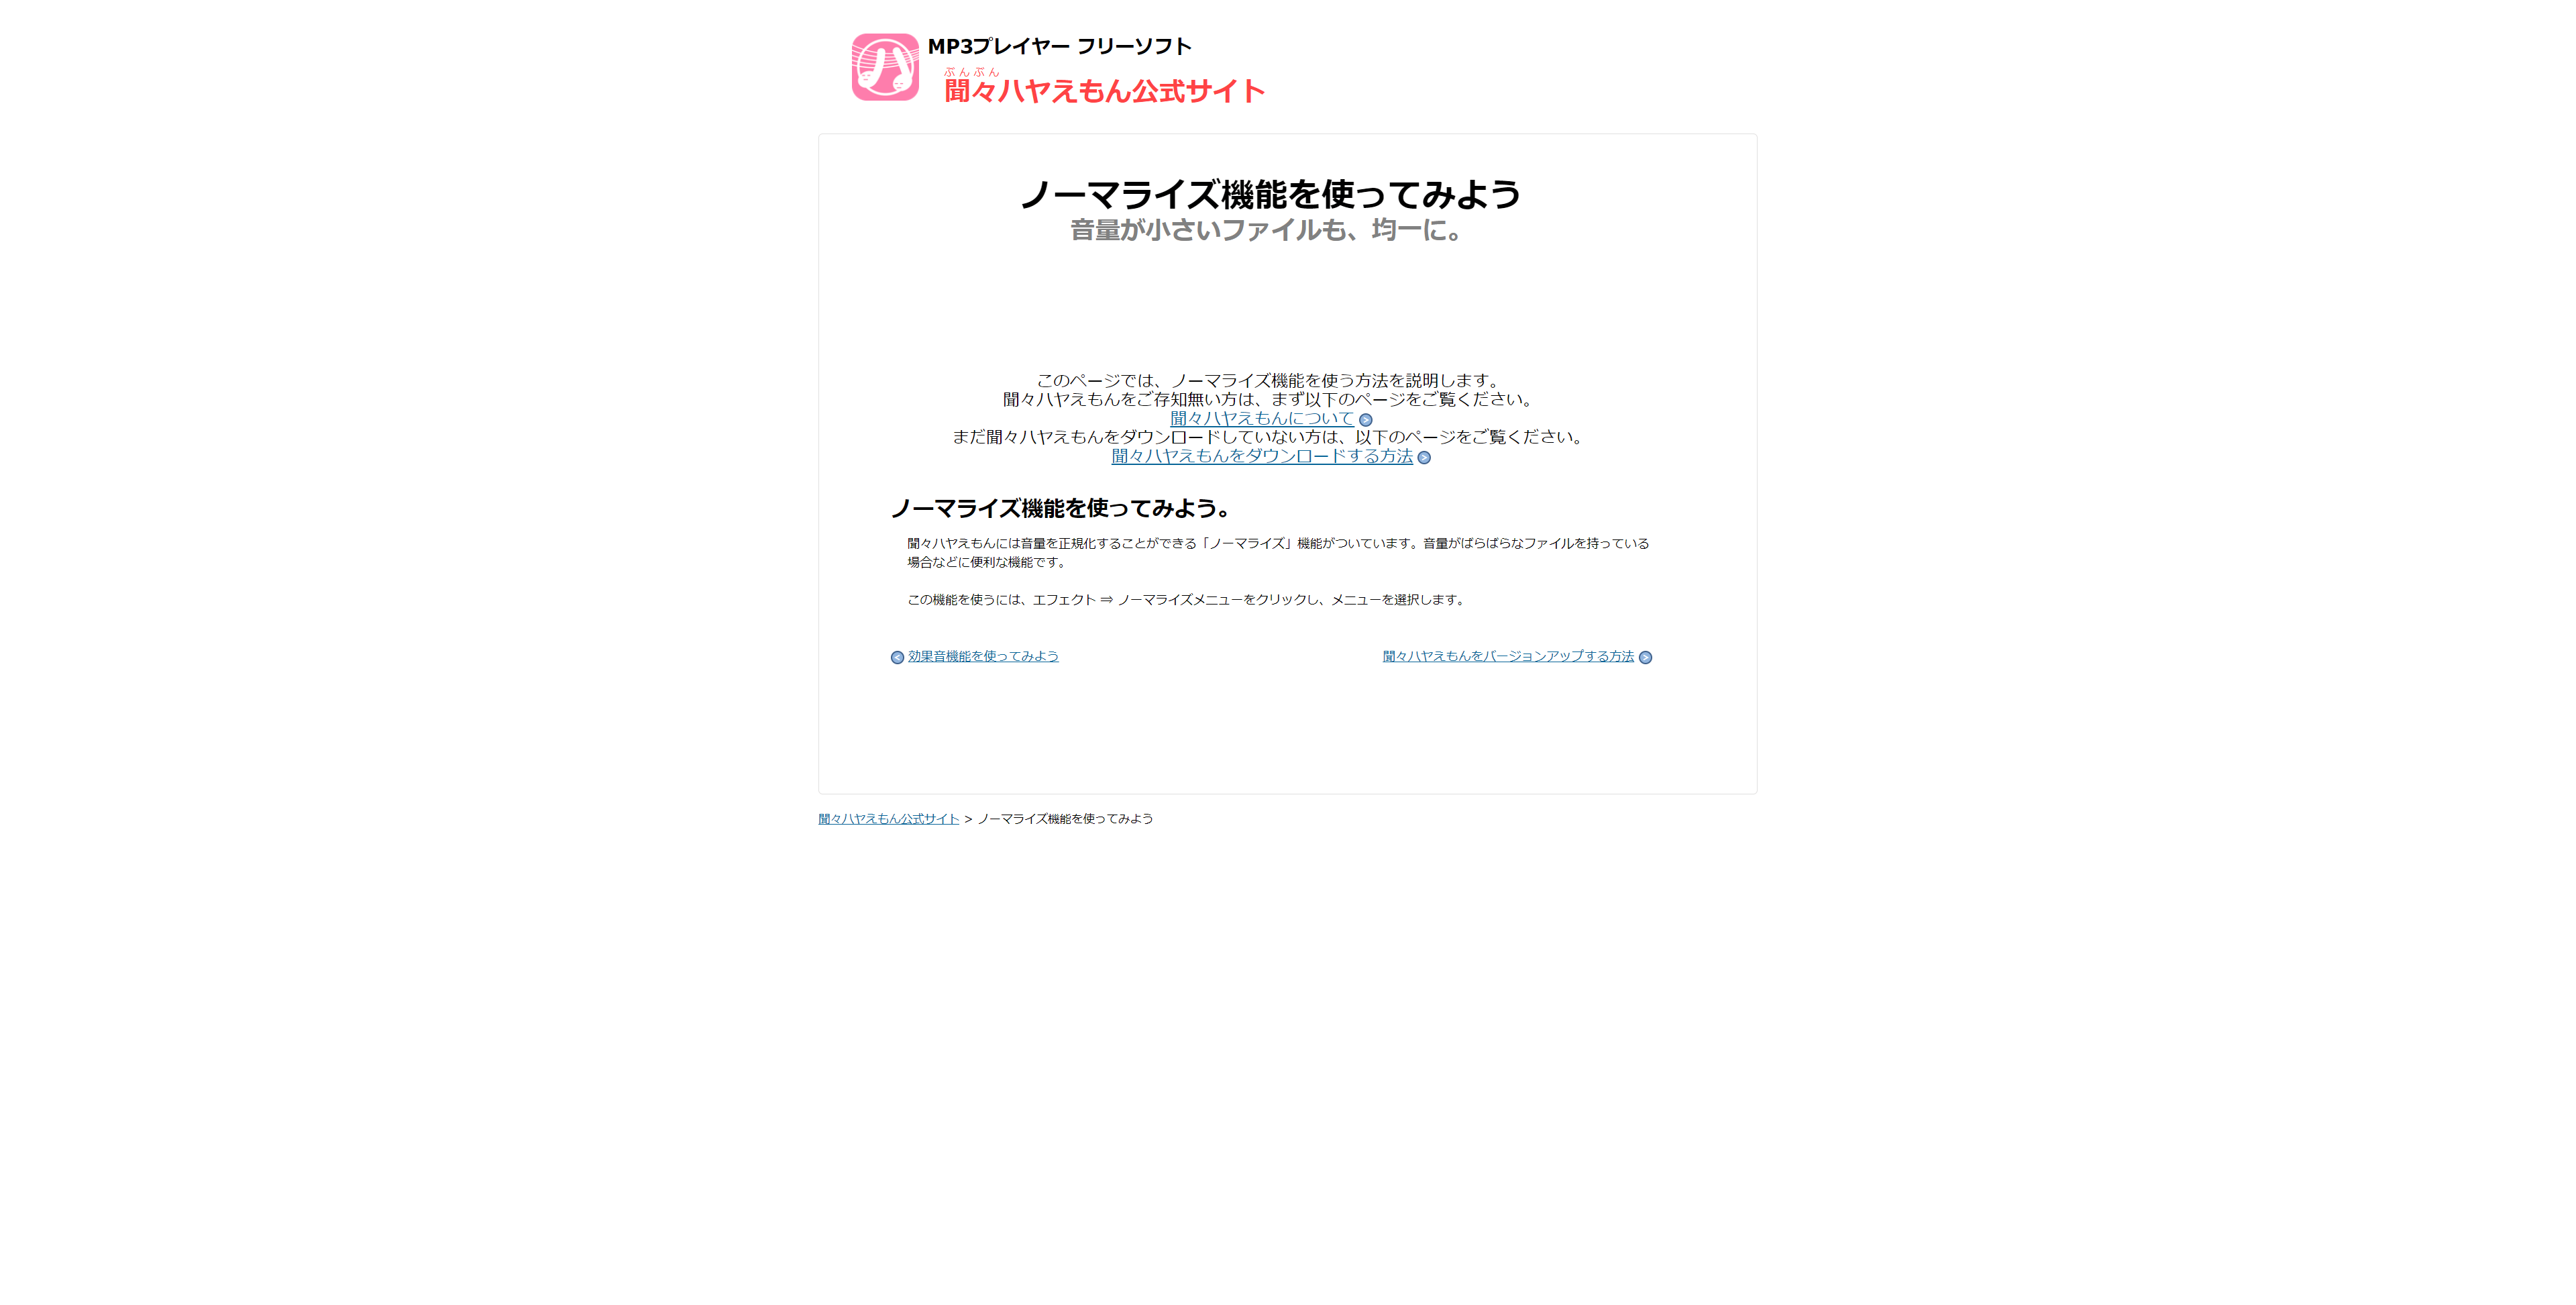 MP3プレイヤー フリーソフト
ぶんぶん
聞々ハヤえもん公式サイト
ノーマライズ機能を使ってみよう
音量が小さいファイルも、均一に。
このページでは、ノーマライズ機能を使う方法を説明します。
聞々ハヤえもんをご存知無い方は、まず以下のページをご覧ください。
聞々ハヤえもんについて
まだ聞々ハヤえもんをダウンロードしていない方は、以下のページをご覧ください。
聞々ハヤえもんをダウンロードする方法
ノーマライズ機能を使ってみよう。
聞々ハヤえもんには音量を正規化することができる「ノーマライズ」機能がついています。音量がばらばらなファイルを持っている
場合などに便利な機能です。
この機能を使うには、エフェクト ⇒ ノーマライズメニューをクリックし、メニューを選択します。
効果音機能を使ってみよう
聞々ハヤえもんをバージョンアップする方法
聞々ハヤえもん公式サイト > ノーマライズ機能を使ってみよう